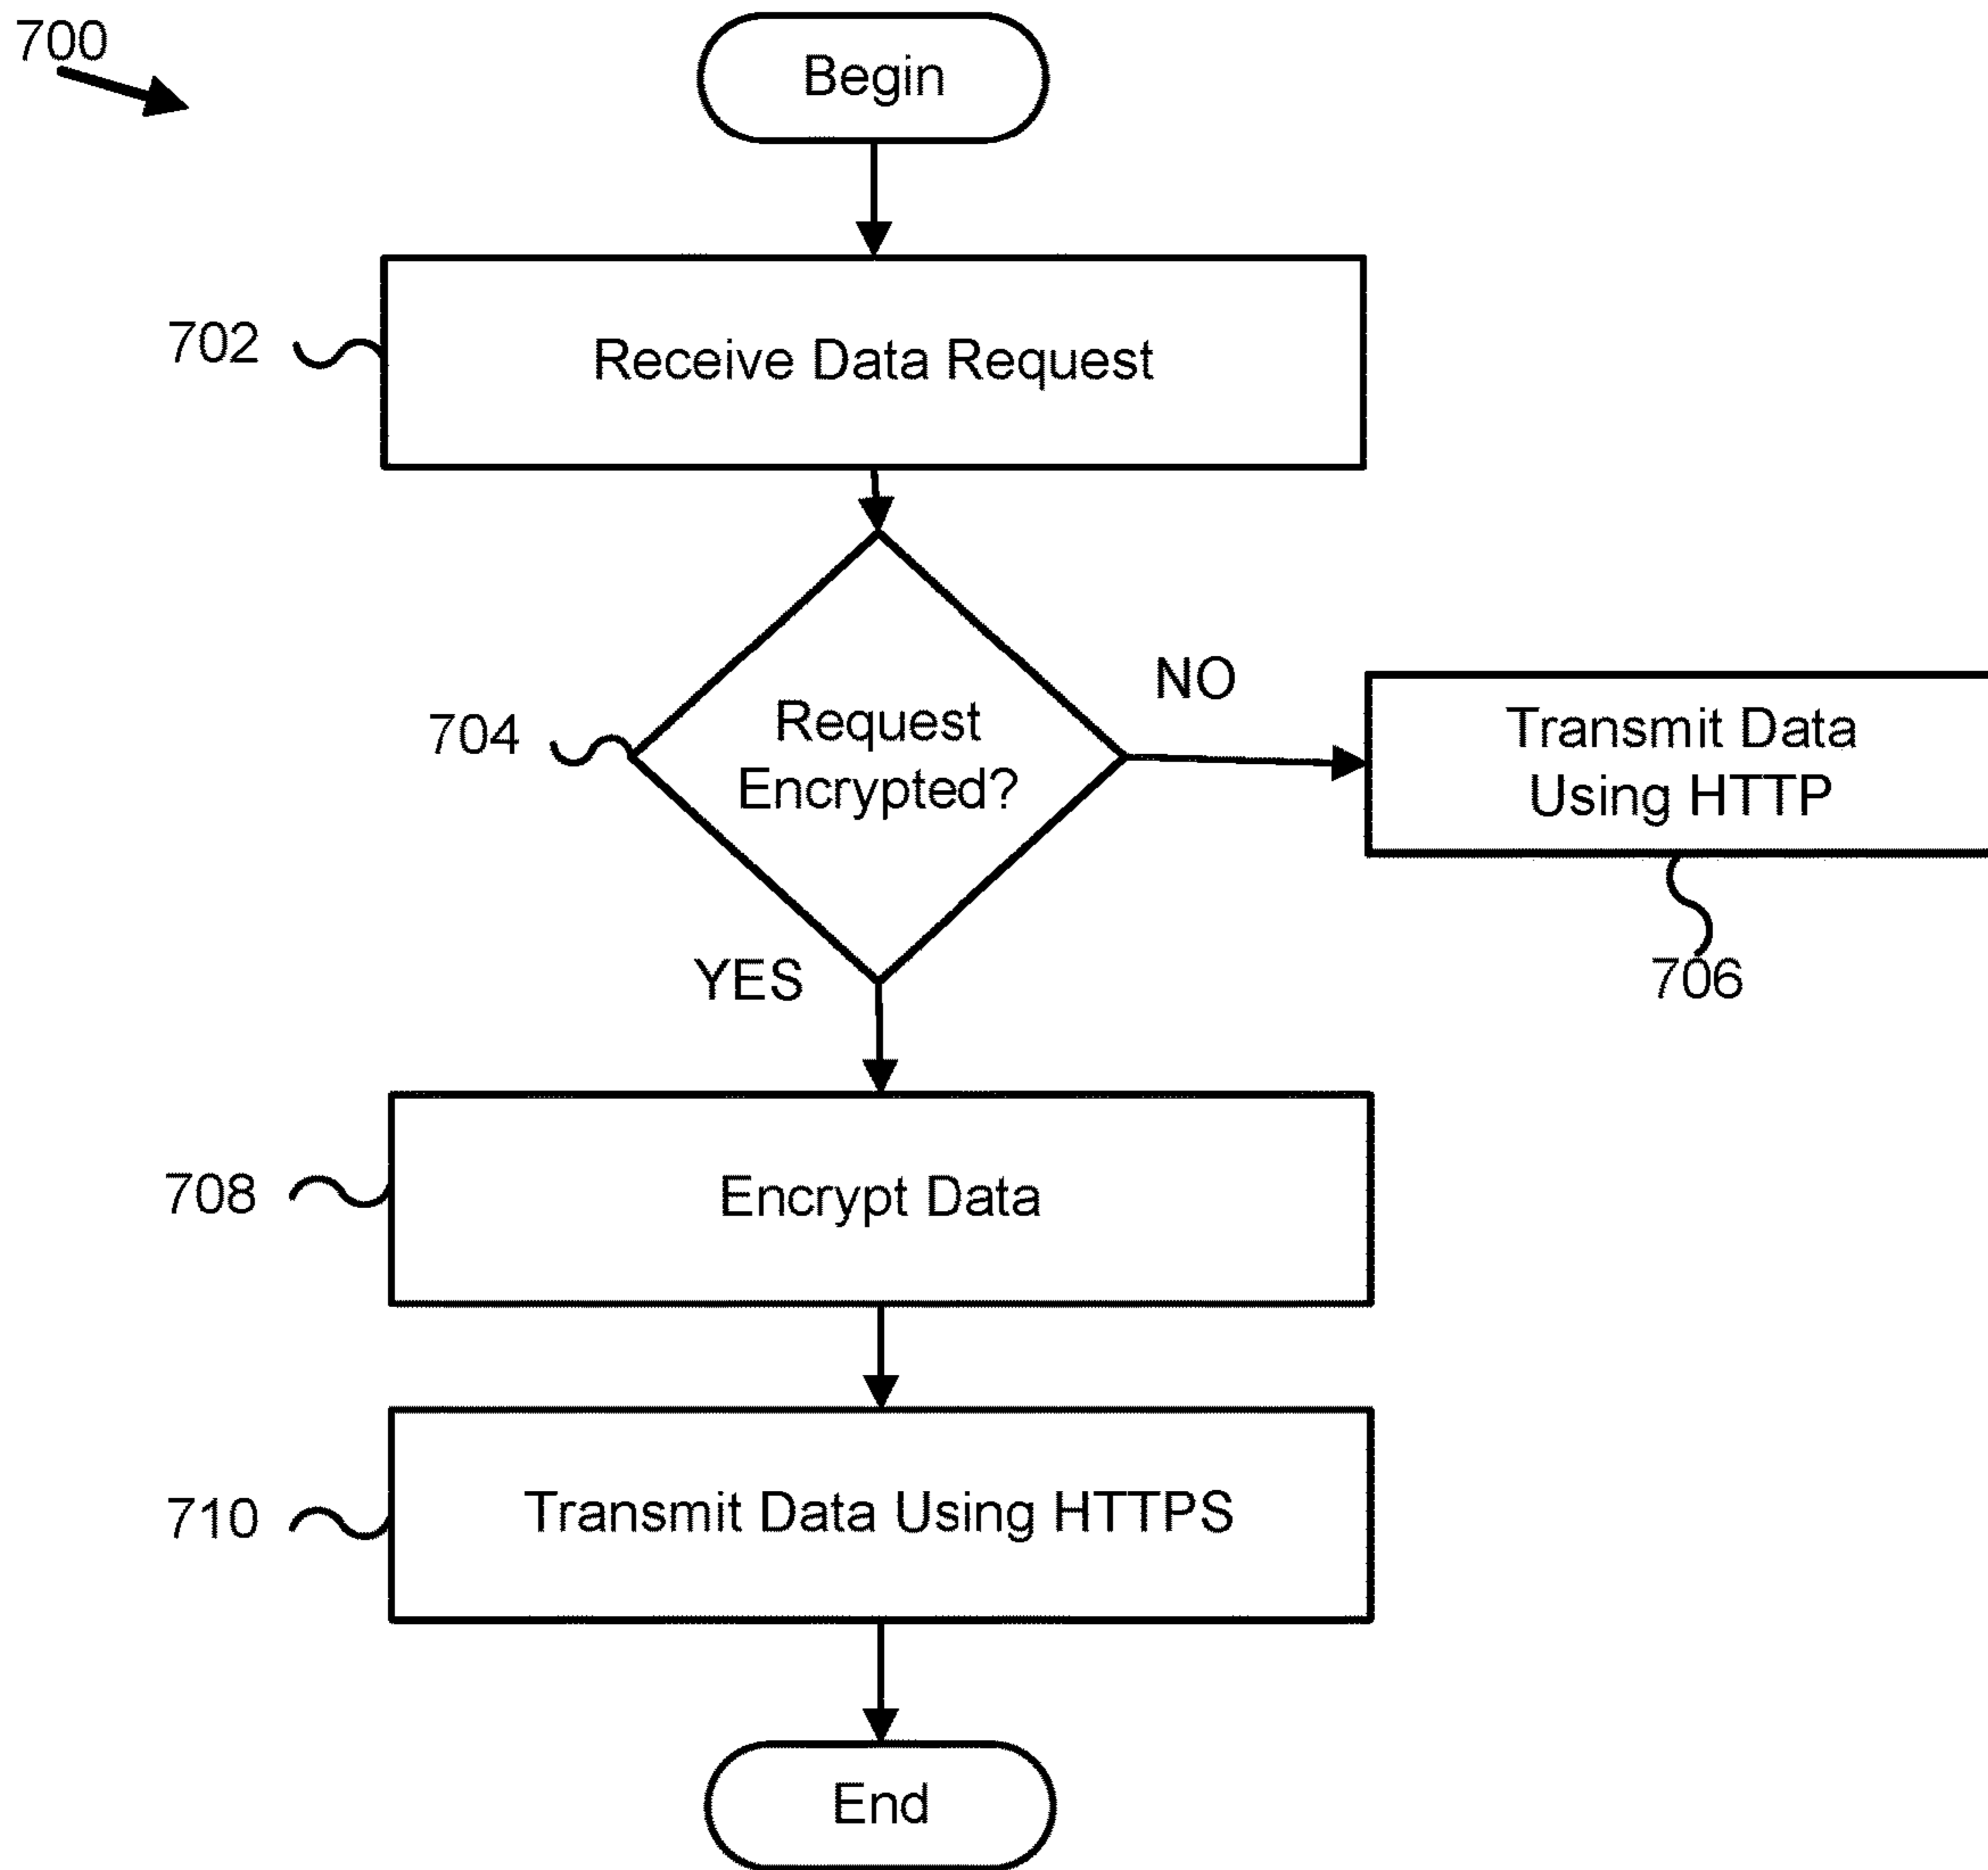 700
Begin
702
Receive Data Request
704
Request
Encrypted?
NO
Transmit Data
Using HTTP
706
YES
708
Encrypt Data
710
Transmit Data Using HTTPS
End